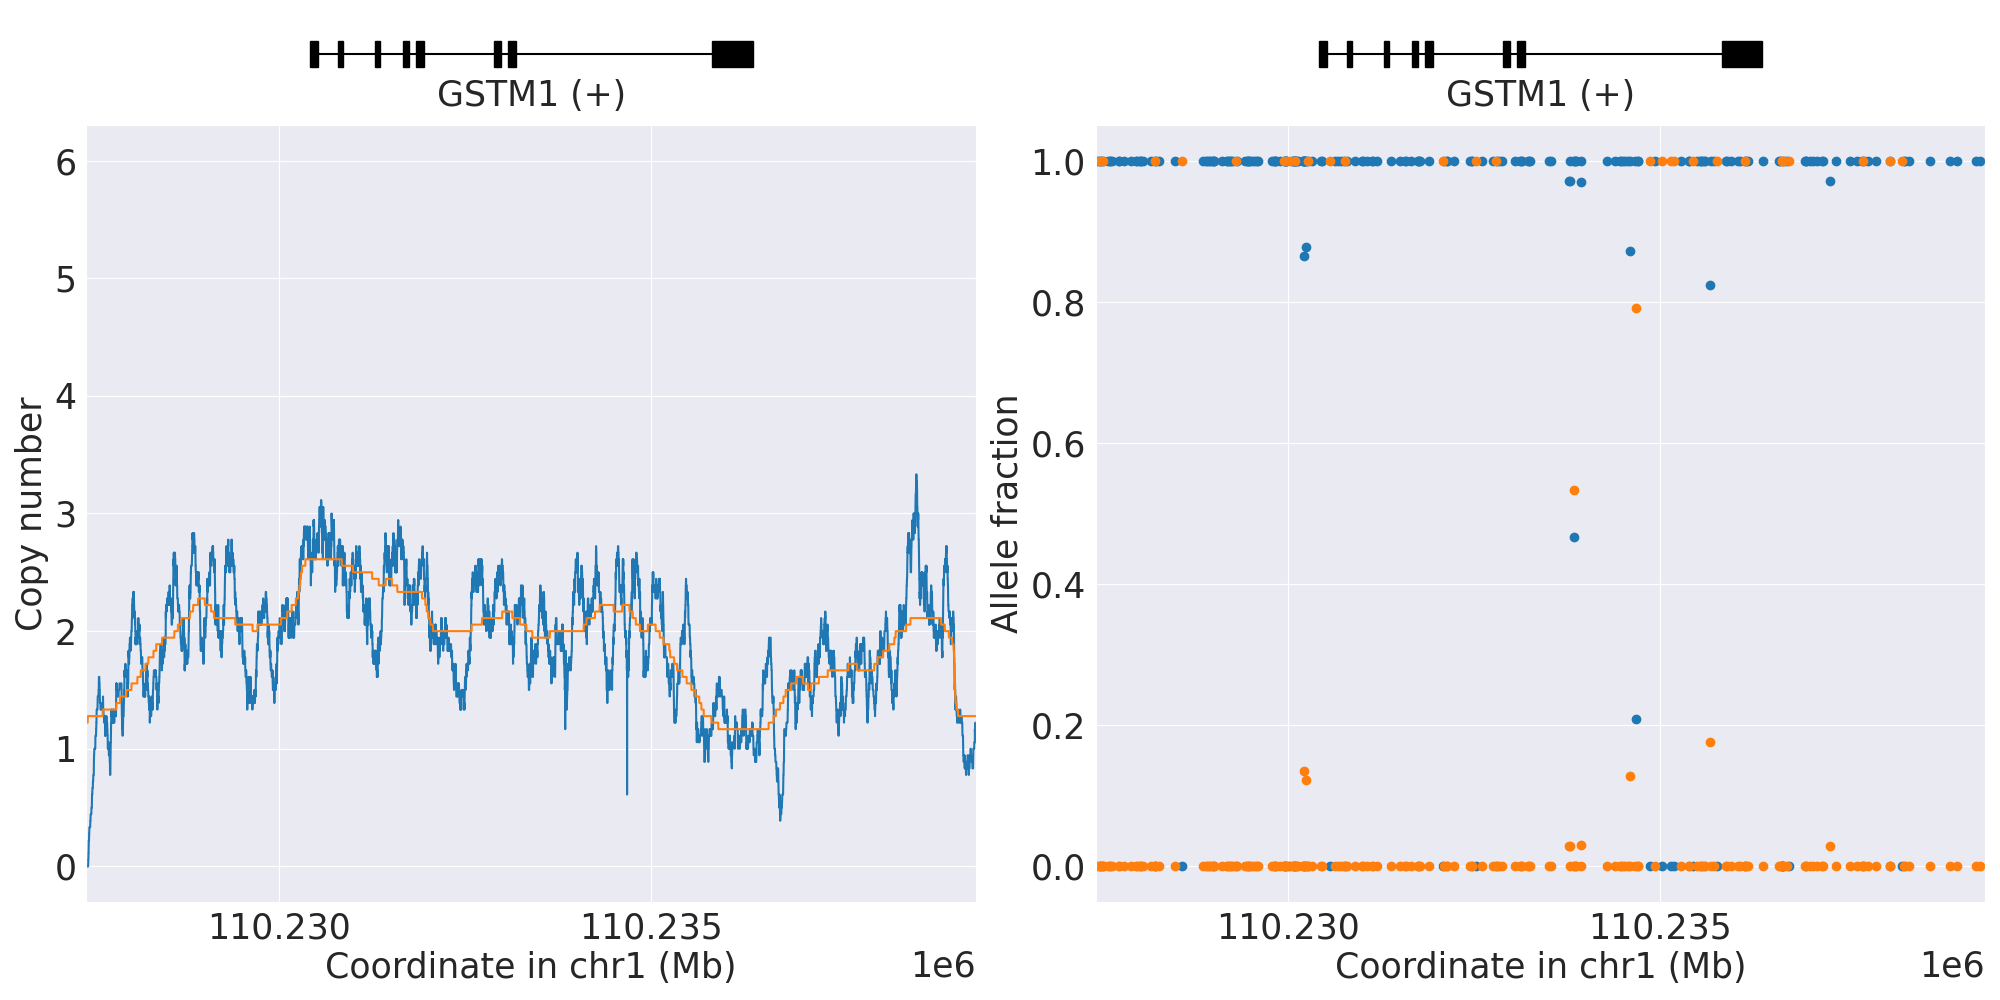 GSTM1 (+)
6
5
4
3
2
1
0
Copy number
110.230
110.235
Coordinate in chr1 (Mb)
1e6
GSTM1 (+)
1.0
0.8
0.6
0.4
0.2
0.0
Allele fraction
110.230
110.235
Coordinate in chr1 (Mb)
1e6